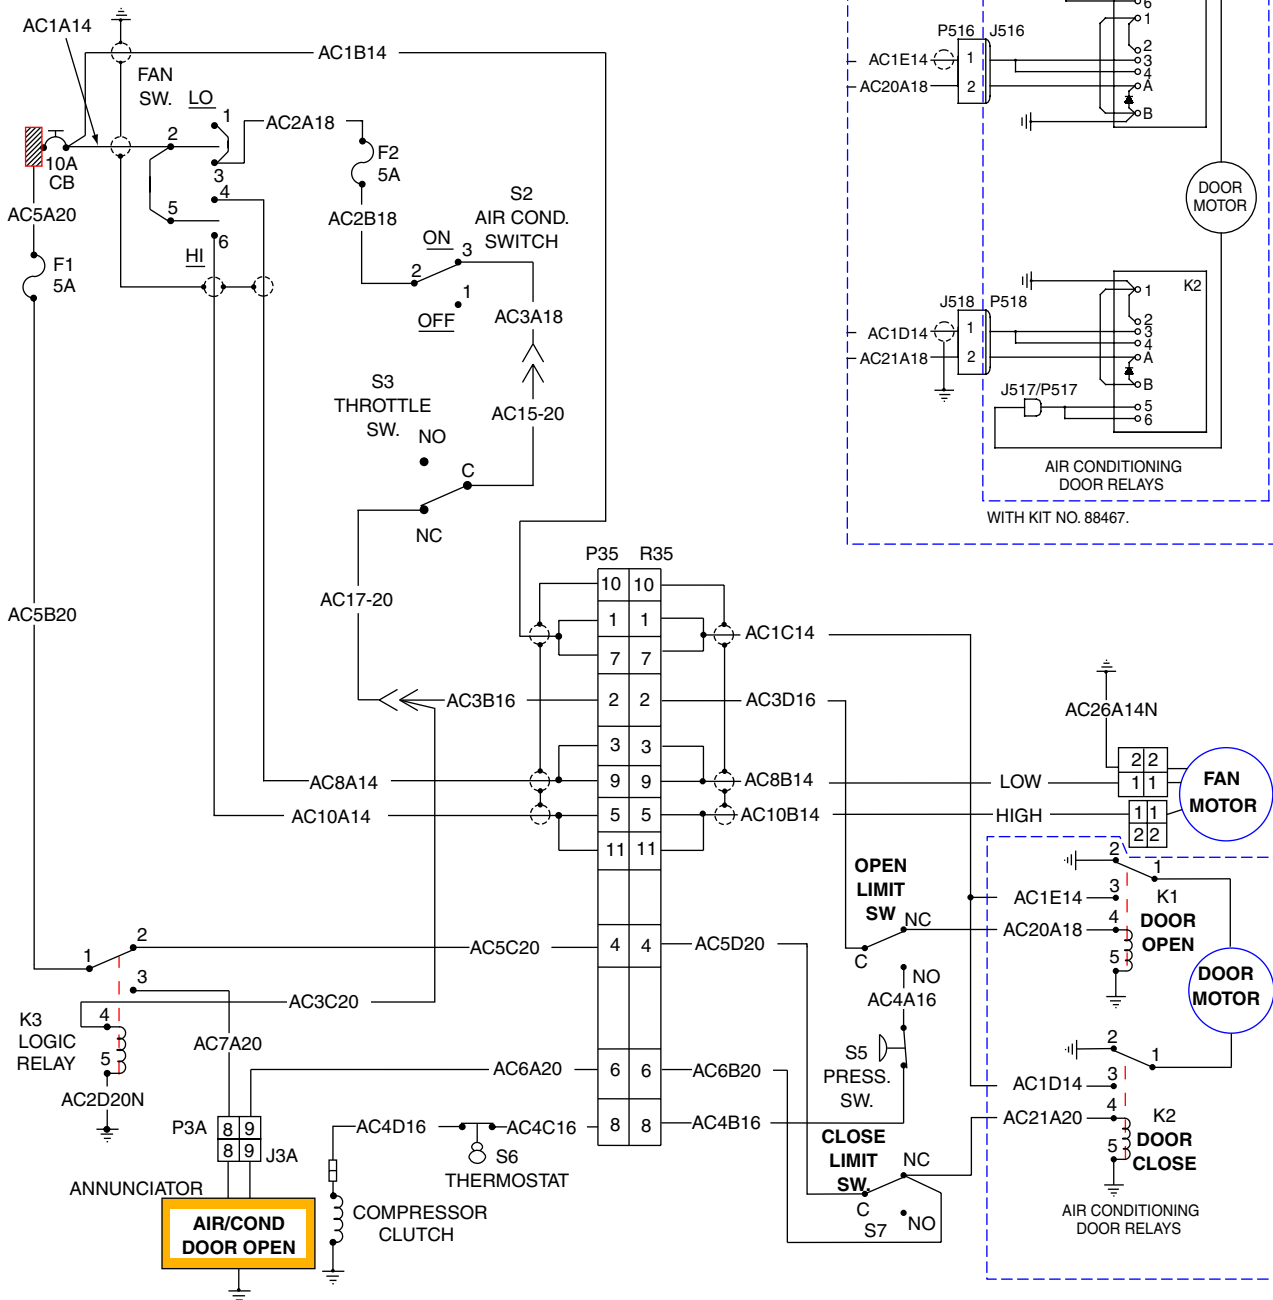 AC1A14
AC1B14
FAN
SW.
LO
1
2
3
4
5
6
HI
10A
CB
AC5A20
F1
5A
AC2A18
F2
5A
AC2B18
S2
AIR COND.
SWITCH
ON
3
2
1
OFF
AC3A18
S3
THROTTLE
SW.
NO
C
NC
AC15-20
AC17-20
AC5B20
6
1
2
3
4
A
B
P516 J516
AC1E14 1
AC20A18 2
DOOR
MOTOR
K2
1
2
3
4
A
B
5
6
J518 P518
AC1D14 1
AC21A18 2
J517/P517
AIR CONDITIONING
DOOR RELAYS
WITH KIT NO. 88467.
P35 R35
10 10
1 1
7 7
2 2
3 3
9 9
5 5
11 11
4 4
6 6
8 8
AC1C14
AC3B16
AC3D16
AC8A14
AC8B14
LOW
AC10A14
AC10B14
HIGH
AC26A14N
2 2
1 1
1 1
2 2
FAN
MOTOR
OPEN
LIMIT
SW
NC
C
NO
AC4A16
S5
PRESS.
SW.
AC1E14
AC20A18
2
1
3
K1
4
DOOR
OPEN
5
DOOR
MOTOR
2
1
AC1D14
3
AC21A20
4
K2
DOOR
CLOSE
5
AIR CONDITIONING
DOOR RELAYS
1
2
3
AC5C20
AC5D20
AC3C20
K3
LOGIC
RELAY
4
5
AC7A20
AC2D20N
AC6A20
AC6B20
P3A
8 9
8 9
J3A
AC4D16
AC4C16
AC4B16
S6
THERMOSTAT
CLOSE
LIMIT
SW.
NC
C
S7
NO
ANNUNCIATOR
AIR/COND
DOOR OPEN
COMPRESSOR
CLUTCH